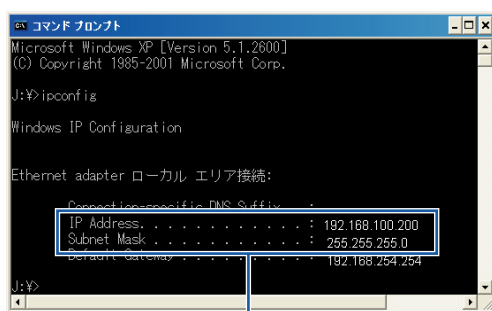 コマンド プロンプト
Microsoft Windows XP [Version 5.1.2600]
(C) Copyright 1985-2001 Microsoft Corp.
J:¥>ipconfig
Windows IP Configuration
Ethernet adapter ローカル エリア接続:
Connection-specific DNS Suffix . :
IP Address. . . . . . . . . . . . : 192.168.100.200
Subnet Mask . . . . . . . . . . . : 255.255.255.0
Default Gateway . . . . . . . . . : 192.168.254.254
J:¥>